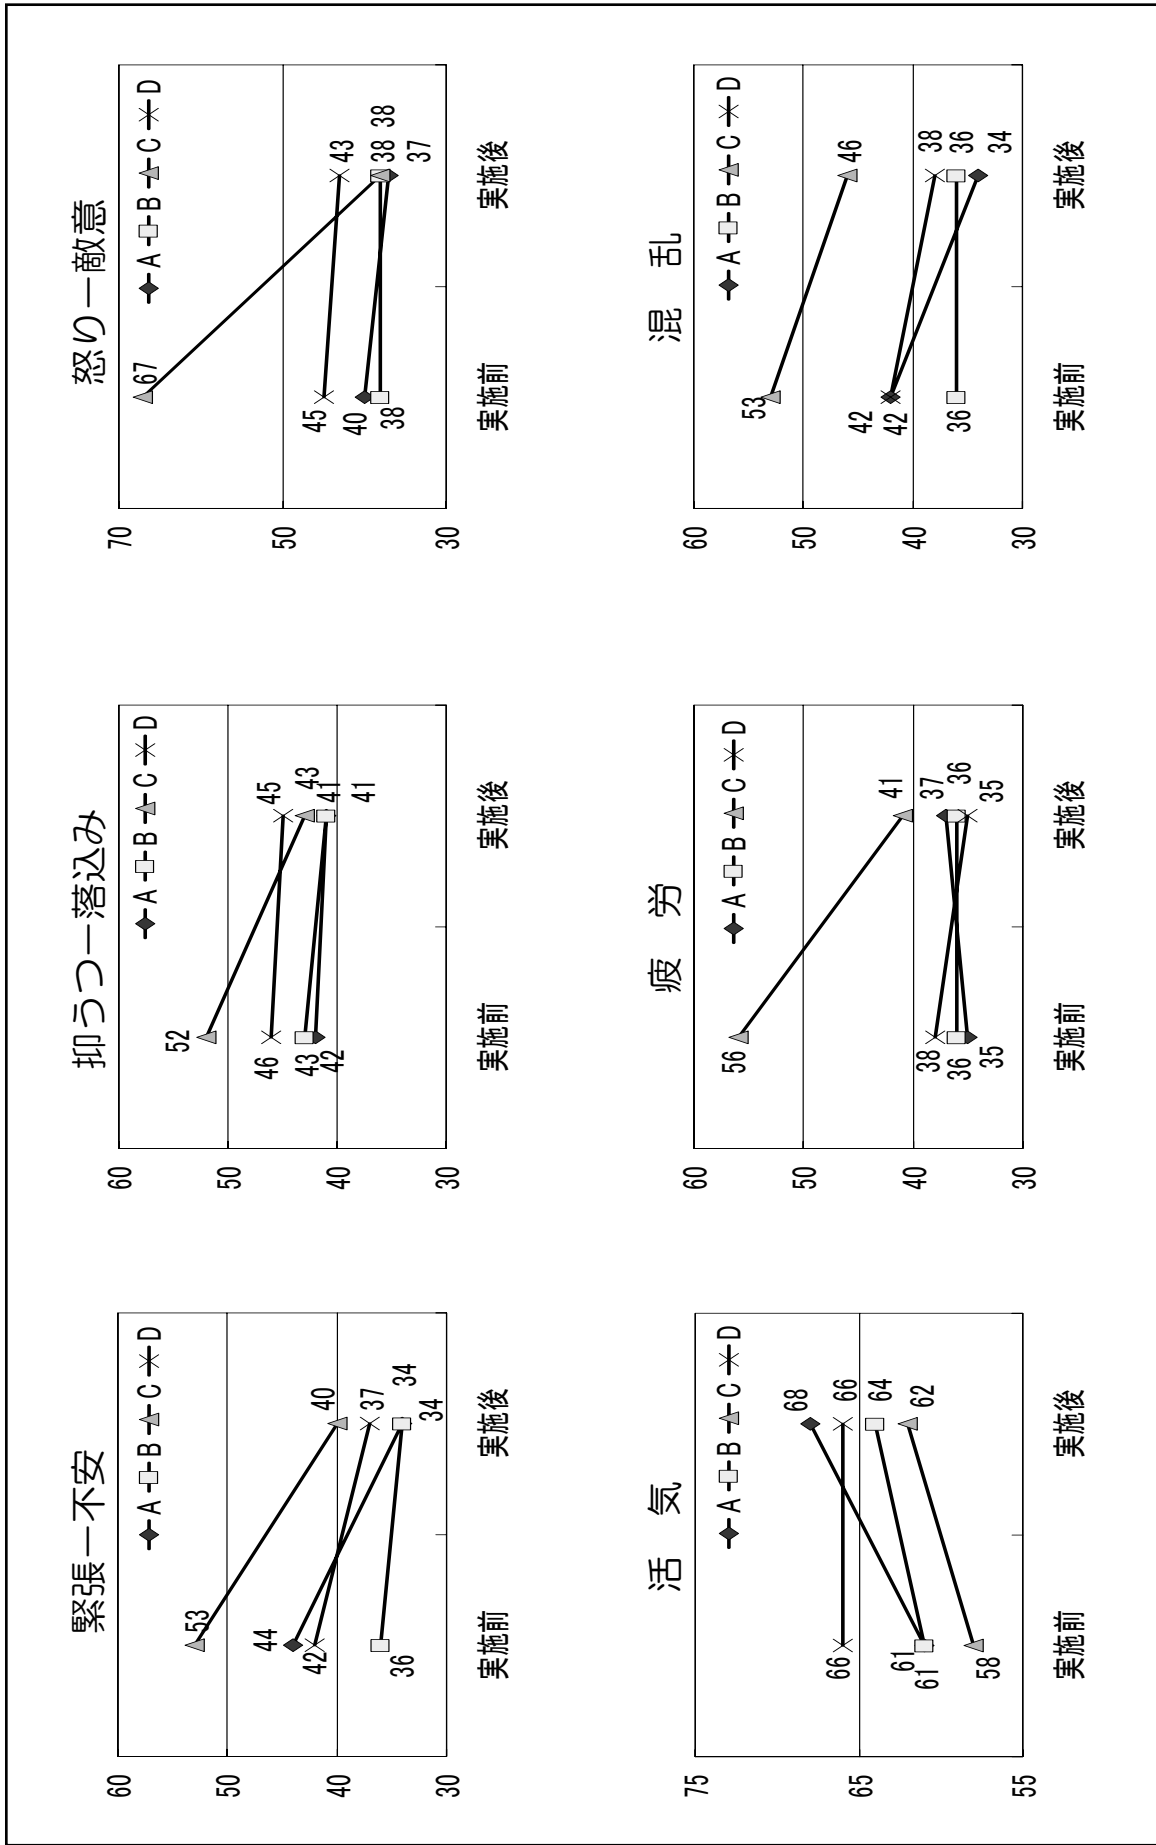 緊張－不安
◆A □B ▲C ×D
60
50
40
30
53
44
42
36
40
37
34
34
実施前
実施後
抑うつ－落込み
◆A □B ▲C ×D
60
50
40
30
52
46
43
42
45
43
41
41
実施前
実施後
怒り－敵意
◆A □B ▲C ×D
70
50
30
67
45
40
38
43
38
38
37
実施前
実施後
活　気
◆A □B ▲C ×D
75
65
55
66
61
61
58
68
66
64
62
実施前
実施後
疲　労
◆A □B ▲C ×D
60
50
40
30
56
38
36
35
41
37
36
35
実施前
実施後
混　乱
◆A □B ▲C ×D
60
50
40
30
53
42
42
36
46
38
36
34
実施前
実施後